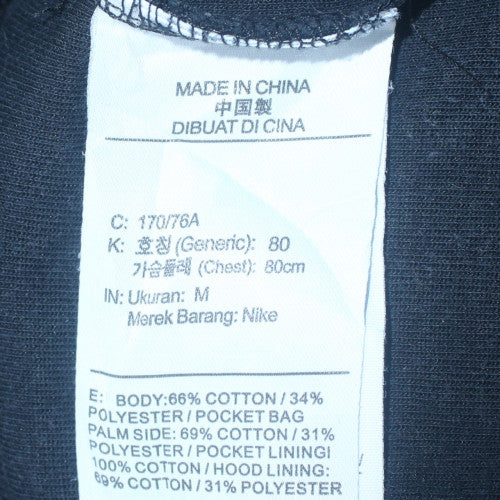 MADE IN CHINA
中国製
DIBUAT DI CINA
C: 170/76A
K: 호칭 (Generic): 80
가슴둘레 (Chest): 80cm
IN: Ukuran: M
Merek Barang: Nike
E: BODY:66% COTTON / 34%
POLYESTER / POCKET BAG
PALM SIDE: 69% COTTON / 31%
POLYESTER / POCKET LINING/
100% COTTON / HOOD LINING:
69% COTTON / 31% POLYESTER